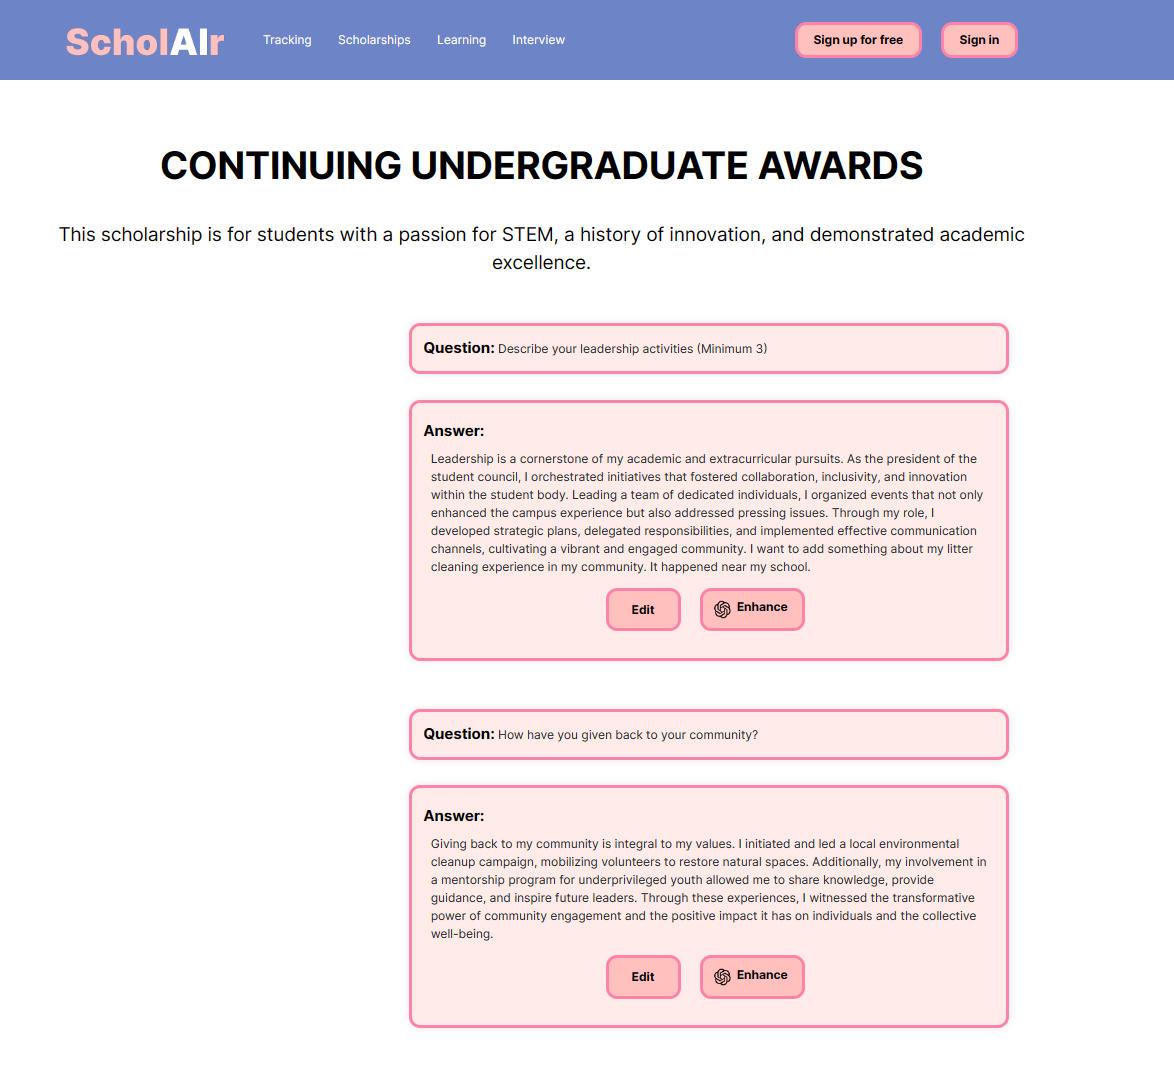 ScholAIr Tracking Scholarships Learning Interview Sign up for free Sign in
CONTINUING UNDERGRADUATE AWARDS
This scholarship is for students with a passion for STEM, a history of innovation, and demonstrated academic
excellence.
Question: Describe your leadership activities (Minimum 3)
Answer:
Leadership is a cornerstone of my academic and extracurricular pursuits. As the president of the
student council, I orchestrated initiatives that fostered collaboration, inclusivity, and innovation
within the student body. Leading a team of dedicated individuals, I organized events that not only
enhanced the campus experience but also addressed pressing issues. Through my role, I
developed strategic plans, delegated responsibilities, and implemented effective communication
channels, cultivating a vibrant and engaged community. I want to add something about my litter
cleaning experience in my community. It happened near my school.
Edit Enhance
Question: How have you given back to your community?
Answer:
Giving back to my community is integral to my values. I initiated and led a local environmental
cleanup campaign, mobilizing volunteers to restore natural spaces. Additionally, my involvement in
a mentorship program for underprivileged youth allowed me to share knowledge, provide
guidance, and inspire future leaders. Through these experiences, I witnessed the transformative
power of community engagement and the positive impact it has on individuals and the collective
well-being.
Edit Enhance